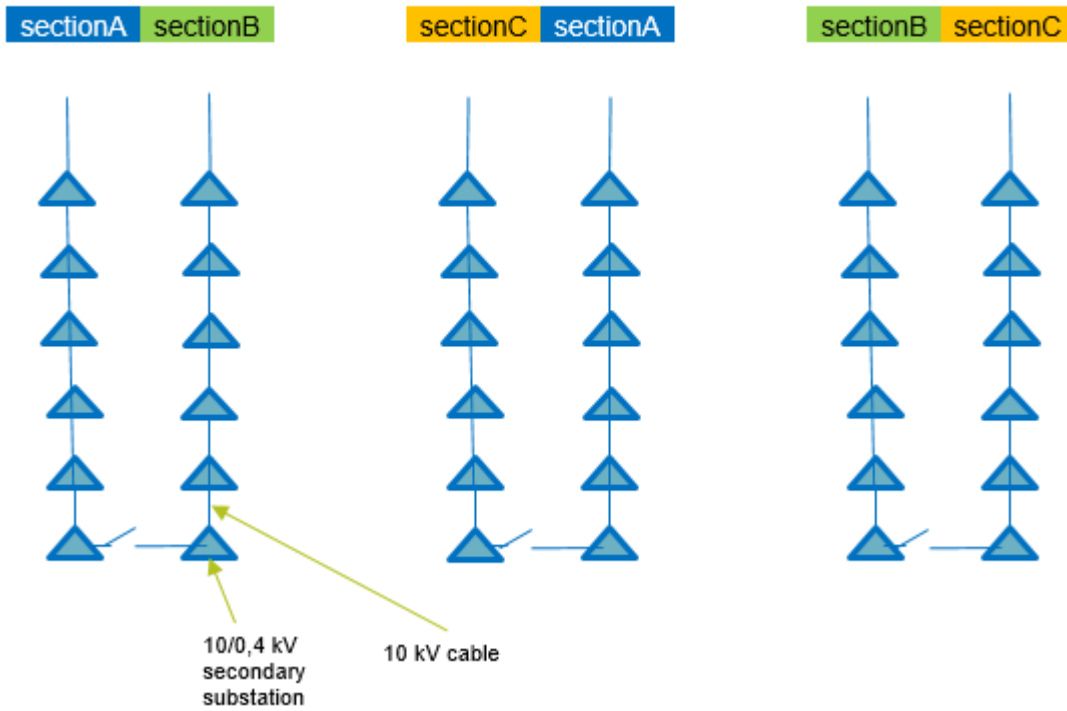 sectionA sectionB sectionC sectionA sectionB sectionC
10/0,4 kV
secondary
substation
10 kV cable